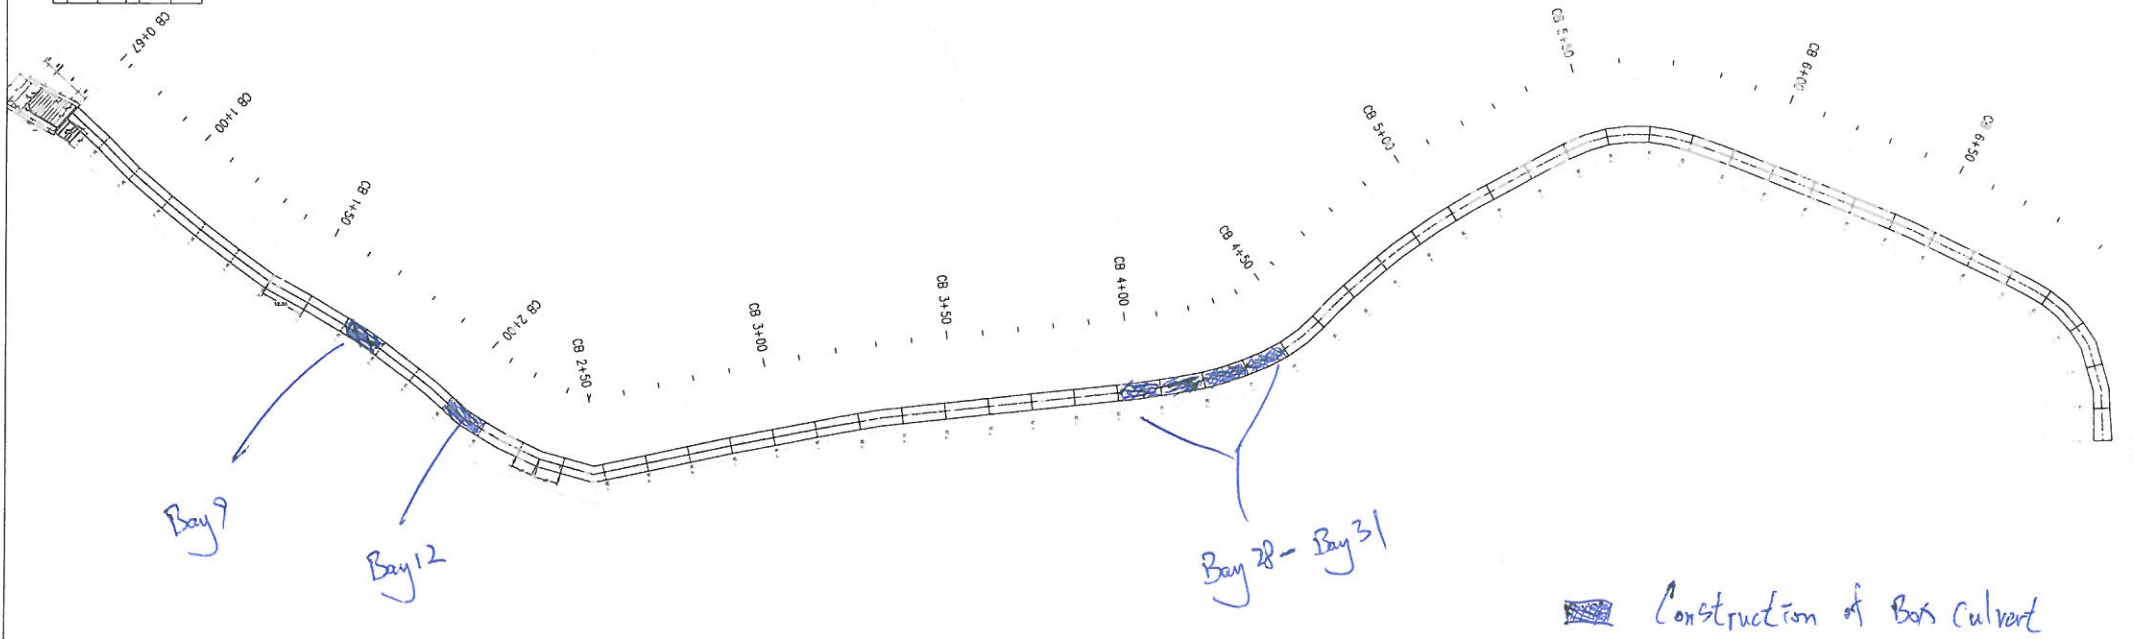 CB 0+67
CB 1+00
CB 1+50
CB 2+00
CB 2+50
CB 3+00
CB 3+50
CB 4+00
CB 4+50
CB 5+00
CB 5+50
CB 6+00
CB 6+50
Bay 9
Bay 12
Bay 28 - Bay 31
Construction of Box Culvert